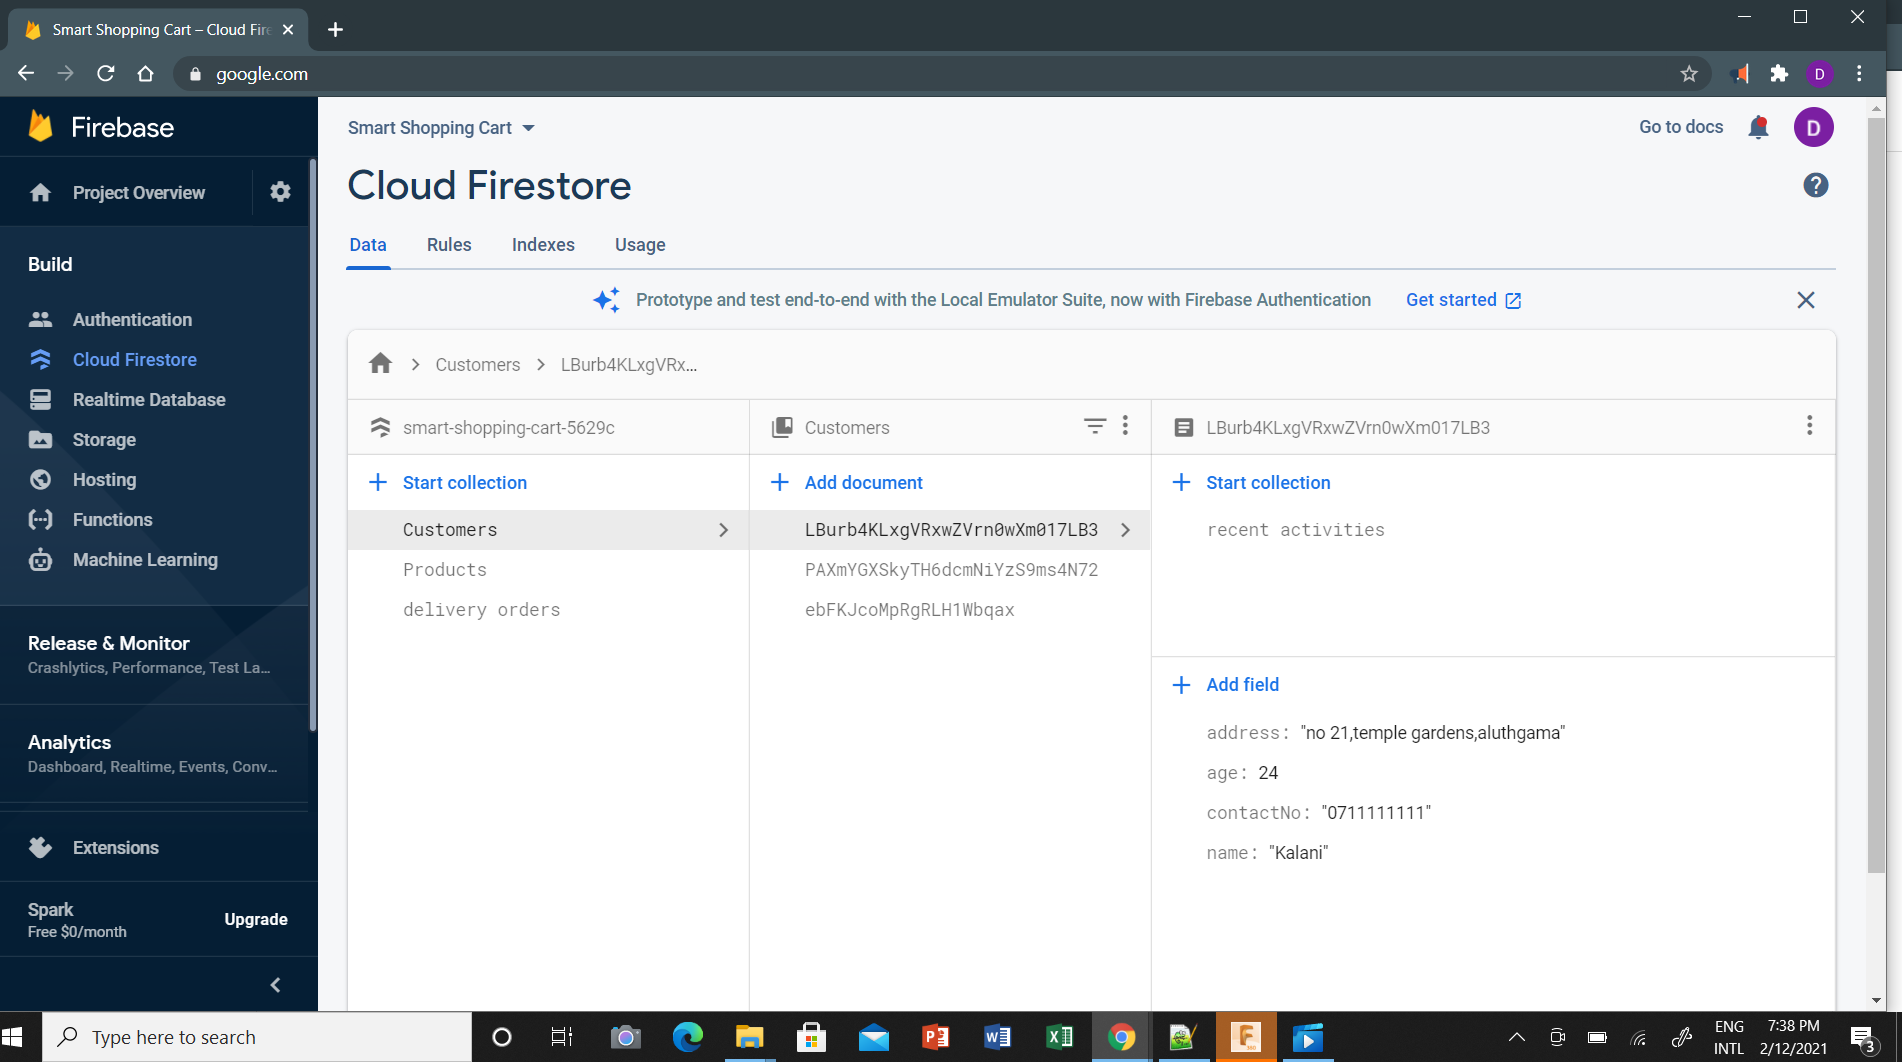 Smart Shopping Cart – Cloud Fire
google.com
D
Firebase
Smart Shopping Cart
Go to docs
D
Project Overview
Cloud Firestore
Data Rules Indexes Usage
Build
Prototype and test end-to-end with the Local Emulator Suite, now with Firebase Authentication Get started
Authentication
Cloud Firestore
Realtime Database
Storage
Hosting
Functions
Machine Learning
Release & Monitor
Crashlytics, Performance, Test La...
Analytics
Dashboard, Realtime, Events, Conv...
Extensions
Spark
Free $0/month
Upgrade
Customers LBurb4KLxgVRx...
smart-shopping-cart-5629c
Start collection
Customers
Products
delivery orders
Customers
Add document
LBurb4KLxgVRxwZVrn0wXm017LB3
PAXmYGXSkyTH6dcmNiYzS9ms4N72
ebFKJcoMpRgRLH1Wbqax
LBurb4KLxgVRxwZVrn0wXm017LB3
Start collection
recent activities
Add field
address: "no 21,temple gardens,aluthgama"
age: 24
contactNo: "0711111111"
name: "Kalani"
Type here to search
ENG
INTL
7:38 PM
2/12/2021
3